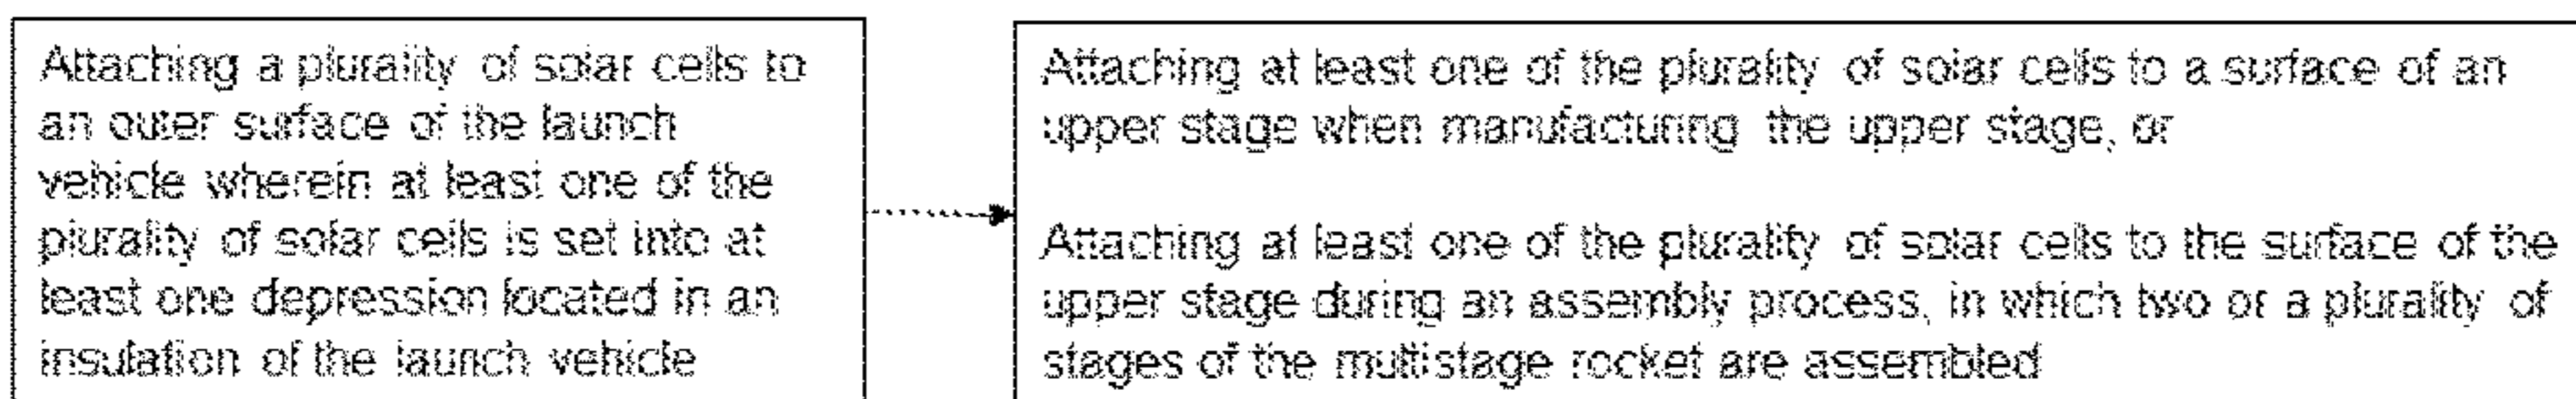 Attaching a plurality of solar cells to
an outer surface of the launch
vehicle wherein at least one of the
plurality of solar cells is set into at
least one depression located in an
insulation of the launch vehicle
Attaching at least one of the plurality of solar cells to a surface of an
upper stage when manufacturing the upper stage, or
Attaching at least one of the plurality of solar cells to the surface of the
upper stage during an assembly process, in which two or a plurality of
stages of the multistage rocket are assembled